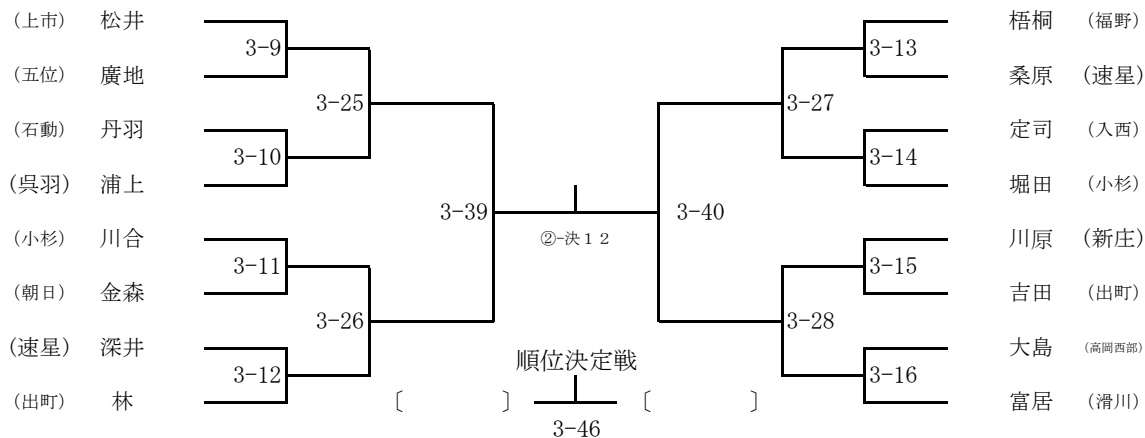 (上市) 松井 梧桐 (福野)
3-9 3-13
(五位) 廣地 桑原 (速星)
3-25 3-27
(石動) 丹羽 定司 (入西)
3-10 3-14
(呉羽) 浦上 堀田 (小杉)
3-39 3-40
(小杉) 川合 ②-決１２ 川原 (新庄)
3-11 3-15
(朝日) 金森 吉田 (出町)
3-26 3-28
(速星) 深井 順位決定戦 大島 (高岡西部)
3-12 3-16
(出町) 林 〔 〕 〔 〕 富居 (滑川)
3-46